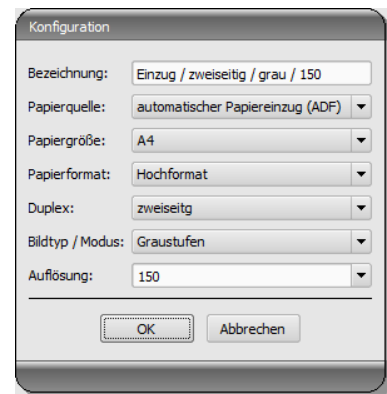 Konfiguration
Bezeichnung: Einzug / zweiseitig / grau / 150
Papierquelle: automatischer Papiereinzug (ADF)
Papiergröße: A4
Papierformat: Hochformat
Duplex: zweiseitg
Bildtyp / Modus: Graustufen
Auflösung: 150
OK Abbrechen